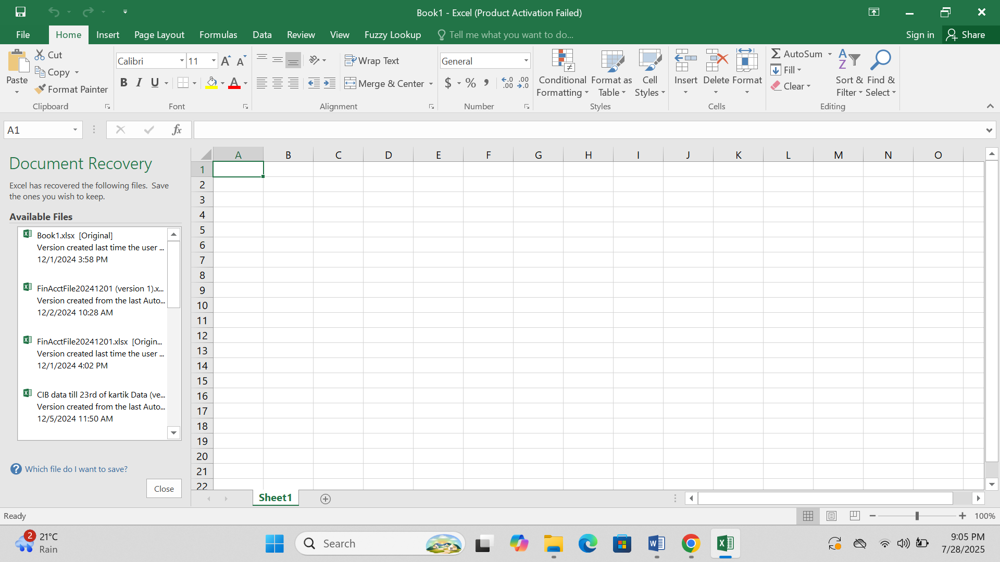 Book1 - Excel (Product Activation Failed)
File Home Insert Page Layout Formulas Data Review View Fuzzy Lookup Tell me what you want to do... Sign in Share
Paste
Cut
Copy
Format Painter
Clipboard
Calibri 11
B I U
Font
Wrap Text
Merge & Center
Alignment
General
$ % , .0 .00 .00 .0
Number
Conditional Formatting
Format as Table
Cell Styles
Styles
Insert Delete Format
Cells
AutoSum
Fill
Clear
Sort & Filter
Find & Select
Editing
A1 fx
Document Recovery
Excel has recovered the following files. Save
the ones you wish to keep.
Available Files
Book1.xlsx [Original]
Version created last time the user ...
12/1/2024 3:58 PM
FinAcctFile20241201 (version 1).x...
Version created from the last Auto...
12/2/2024 10:28 AM
FinAcctFile20241201.xlsx [Origin...
Version created last time the user ...
12/1/2024 4:02 PM
CIB data till 23rd of kartik Data (ve...
Version created from the last Auto...
12/5/2024 11:50 AM
Which file do I want to save?
Close
A B C D E F G H I J K L M N O
1
2
3
4
5
6
7
8
9
10
11
12
13
14
15
16
17
18
19
20
21
22
Sheet1
Ready 100%
2 21°C
Rain
Search
9:05 PM
7/28/2025